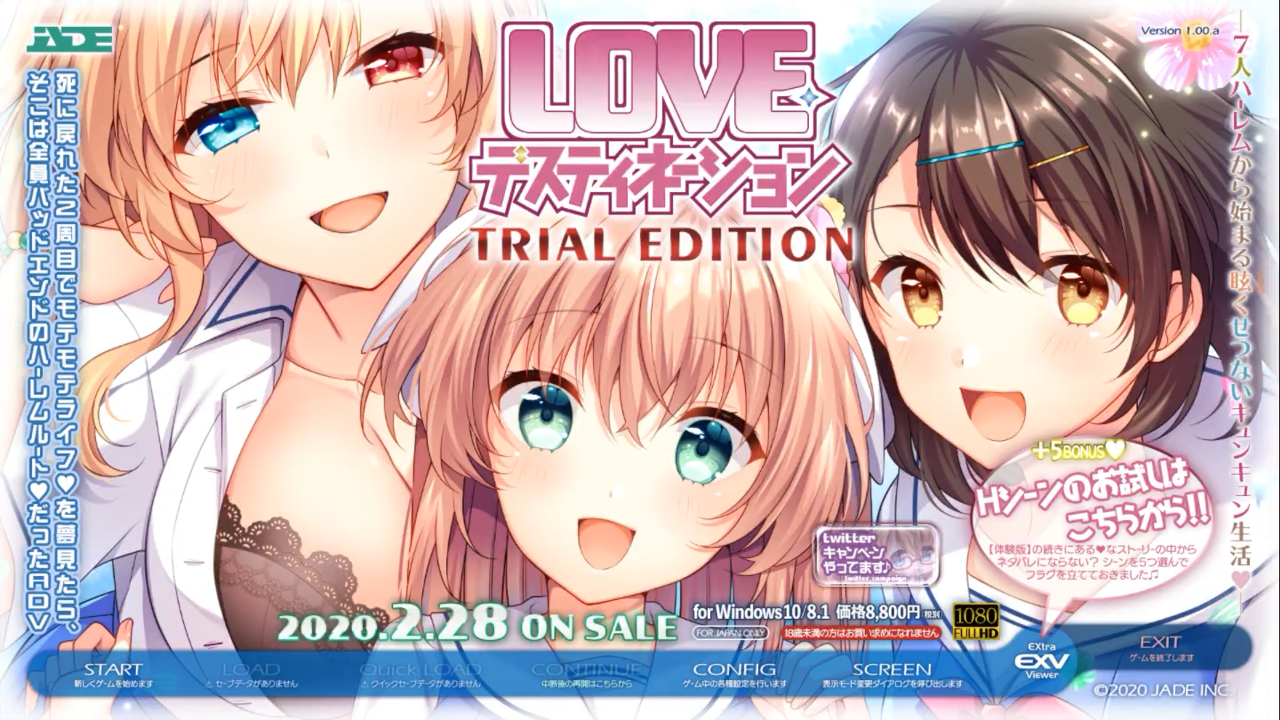 JADE
Version 1.00.a
LOVE
デスティネーション
TRIAL EDITION
死に戻れた2周目でモテモテライフ♥を夢見たら、
そこは全員バッドエンドのハーレムルート♥だったADV
―7人ハーレムから始まる眩くせつないキュンキュン生活♥
+5BONUS♥
Hシーンのお試しは
こちらから!!
【体験版】の続きにある♥なストーリーの中から
ネタバレにならない?シーンを5つ選んで
フラグを立てておきました♫
twitter
キャンペーン
やってます♪
twitter campaign
2020.2.28 ON SALE
for Windows10/8.1 価格8,800円 税別
FOR JAPAN ONLY 18歳未満の方はお買い求めになれません
1080
FULL HD
START
新しくゲームを始めます
LOAD
セーブデータがありません
Quick LOAD
クイックセーブデータがありません
CONTINUE
中断後の再開はこちらから
CONFIG
ゲーム中の各種設定を行います
SCREEN
表示モード変更ダイアログを呼び出します
EXtra
EXV
Viewer
EXIT
ゲームを終了します
©2020 JADE INC.